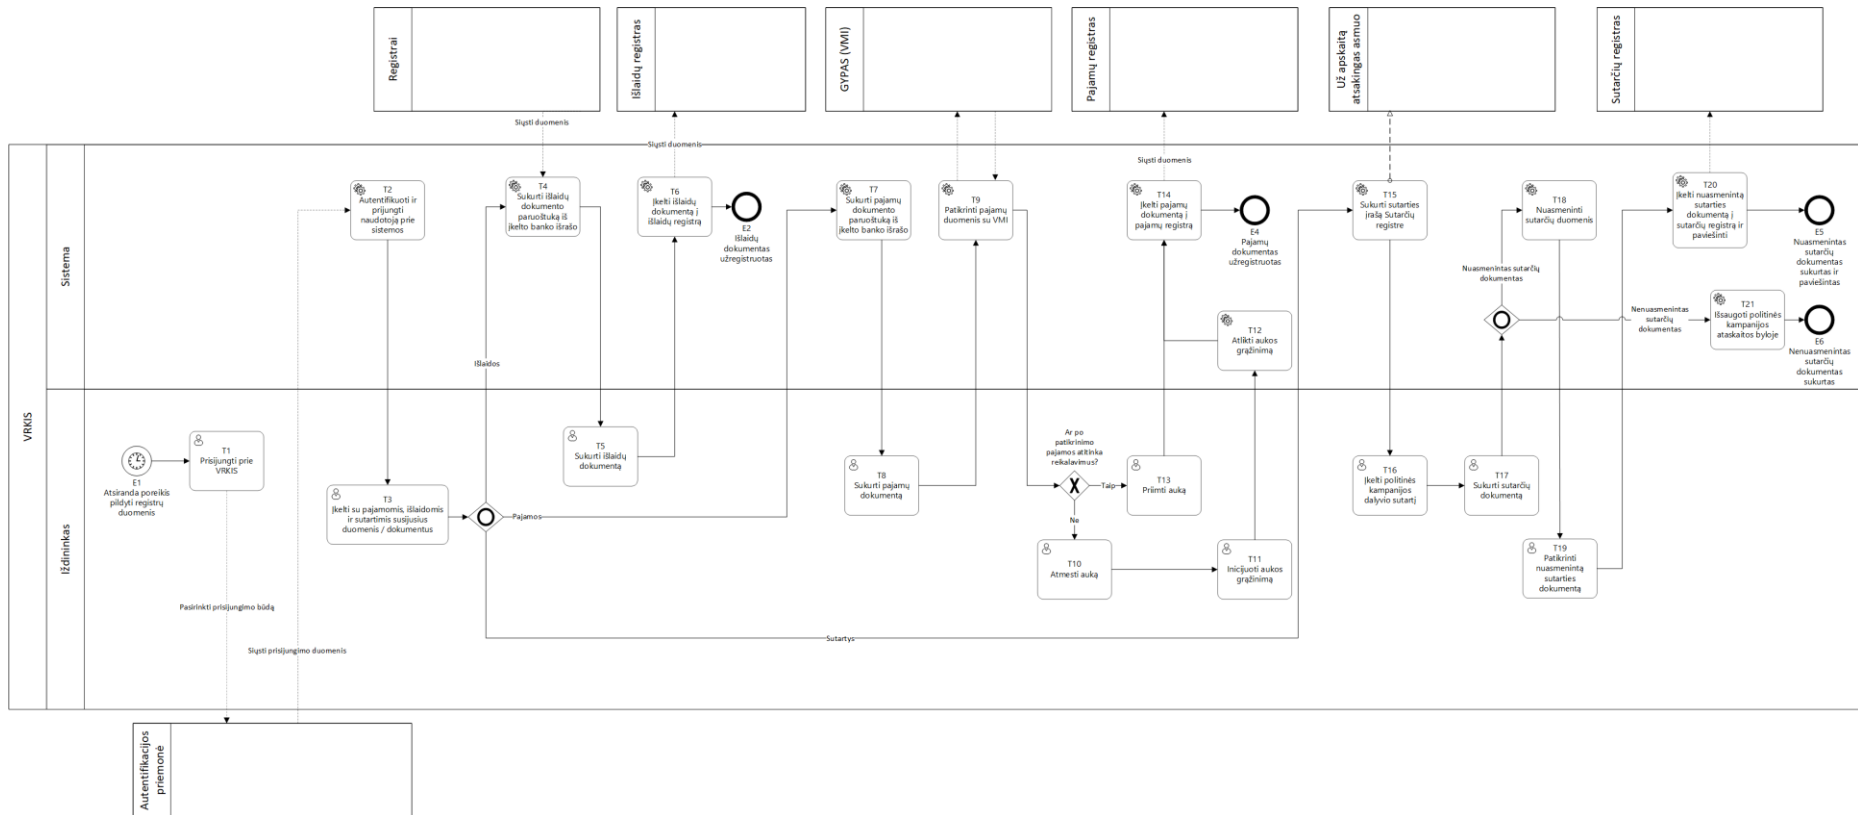 Registrai
Išlaidų registras
GYPAS (VMI)
Pajamų registras
Už apskaitą
atsakingas asmuo
Sutarčių registras
Siųsti duomenis
Siųsti duomenis
Siųsti duomenis
VRKIS
Sistema
T2
Autentifikuoti ir
prijungti
naudotoją prie
sistemos
T4
Sukurti išlaidų
dokumento
paruoštuką iš
įkelto banko išrašo
T6
Įkelti išlaidų
dokumentą į
išlaidų registrą
E2
Išlaidų
dokumentas
užregistruotas
T7
Sukurti pajamų
dokumento
paruoštuką iš
įkelto banko išrašo
T9
Patikrinti pajamų
duomenis su VMI
T14
Įkelti pajamų
dokumentą į
pajamų registrą
E4
Pajamų
dokumentas
užregistruotas
T12
Atlikti aukos
grąžinimą
T15
Sukurti sutarties
įrašą Sutarčių
registre
T18
Nuasmeninti
sutarčių duomenis
Nuasmenintas sutarčių
dokumentas
T20
Įkelti nuasmenintą
sutarties
dokumentą į
sutarčių registrą ir
paviešinti
E5
Nuasmenintas
sutarčių
dokumentas
sukurtas ir
paviešintas
Nenuasmenintas
sutarčių
dokumentas
T21
Išsaugoti politinės
kampanijos
ataskaitos byloje
E6
Nenuasmenintas
sutarčių
dokumentas
sukurtas
Išlaidos
Iždininkas
E1
Atsiranda poreikis
pildyti registrų
duomenis
T1
Prisijungti prie
VRKIS
T3
Įkelti su pajamomis, išlaidomis
ir sutartimis susijusius
duomenis / dokumentus
Pajamos
T5
Sukurti išlaidų
dokumentą
T8
Sukurti pajamų
dokumentą
Ar po
patikrinimo
pajamos atitinka
reikalavimus?
Taip
Ne
T13
Priimti auką
T10
Atmesti auką
T11
Inicijuoti aukos
grąžinimą
T16
Įkelti politinės
kampanijos
dalyvio sutartį
T17
Sukurti sutarčių
dokumentą
T19
Patikrinti
nuasmenintą
sutarties
dokumentą
Pasirinkti prisijungimo būdą
Siųsti prisijungimo duomenis
Sutartys
Autentifikacijos
priemonė